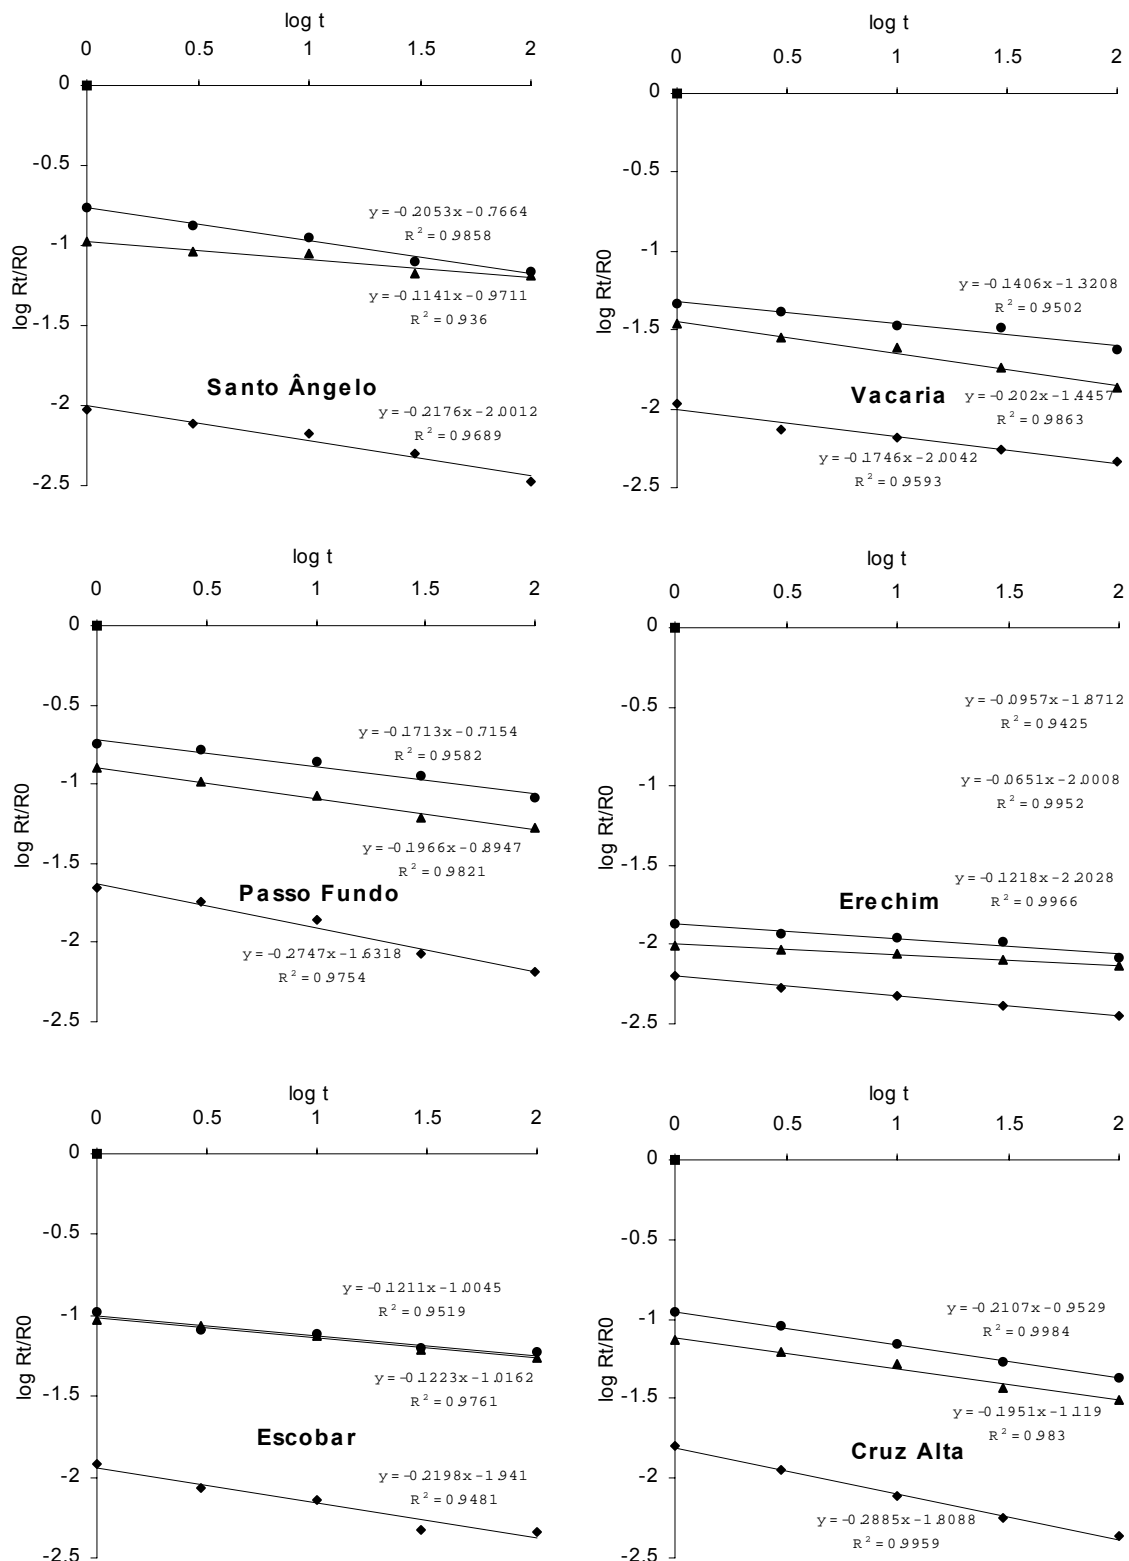 log t
0 0.5 1 1.5 2
0
-0.5
-1
-1.5
-2
-2.5
log Rt/R0
y = -0.2053x - 0.7664
R² = 0.9858
y = -0.1141x - 0.9711
R² = 0.936
Santo Ângelo
y = -0.2176x - 2.0012
R² = 0.9689
log t
0 0.5 1 1.5 2
0
-0.5
-1
-1.5
-2
-2.5
log Rt/R0
y = -0.1406x - 1.3208
R² = 0.9502
Vacaria
y = -0.202x - 1.4457
R² = 0.9863
y = -0.1746x - 2.0042
R² = 0.9593
log t
0 0.5 1 1.5 2
0
-0.5
-1
-1.5
-2
-2.5
log Rt/R0
y = -0.1713x - 0.7154
R² = 0.9582
y = -0.1966x - 0.8947
R² = 0.9821
Passo Fundo
y = -0.2747x - 1.6318
R² = 0.9754
log t
0 0.5 1 1.5 2
0
-0.5
-1
-1.5
-2
-2.5
log Rt/R0
y = -0.0957x - 1.8712
R² = 0.9425
y = -0.0651x - 2.0008
R² = 0.9952
y = -0.1218x - 2.2028
R² = 0.9966
Erechim
log t
0 0.5 1 1.5 2
0
-0.5
-1
-1.5
-2
-2.5
log Rt/R0
y = -0.1211x - 1.0045
R² = 0.9519
y = -0.1223x - 1.0162
R² = 0.9761
Escobar
y = -0.2198x - 1.941
R² = 0.9481
log t
0 0.5 1 1.5 2
0
-0.5
-1
-1.5
-2
-2.5
log Rt/R0
y = -0.2107x - 0.9529
R² = 0.9984
y = -0.1951x - 1.119
R² = 0.983
Cruz Alta
y = -0.2885x - 1.8088
R² = 0.9959